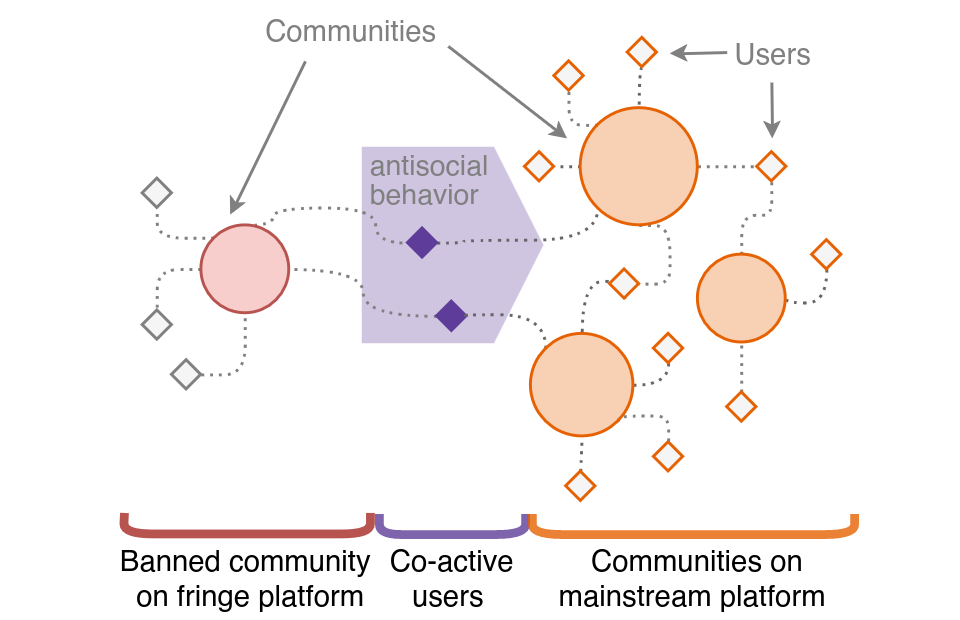 Communities
Users
antisocial
behavior
Banned community
on fringe platform
Co-active
users
Communities on
mainstream platform